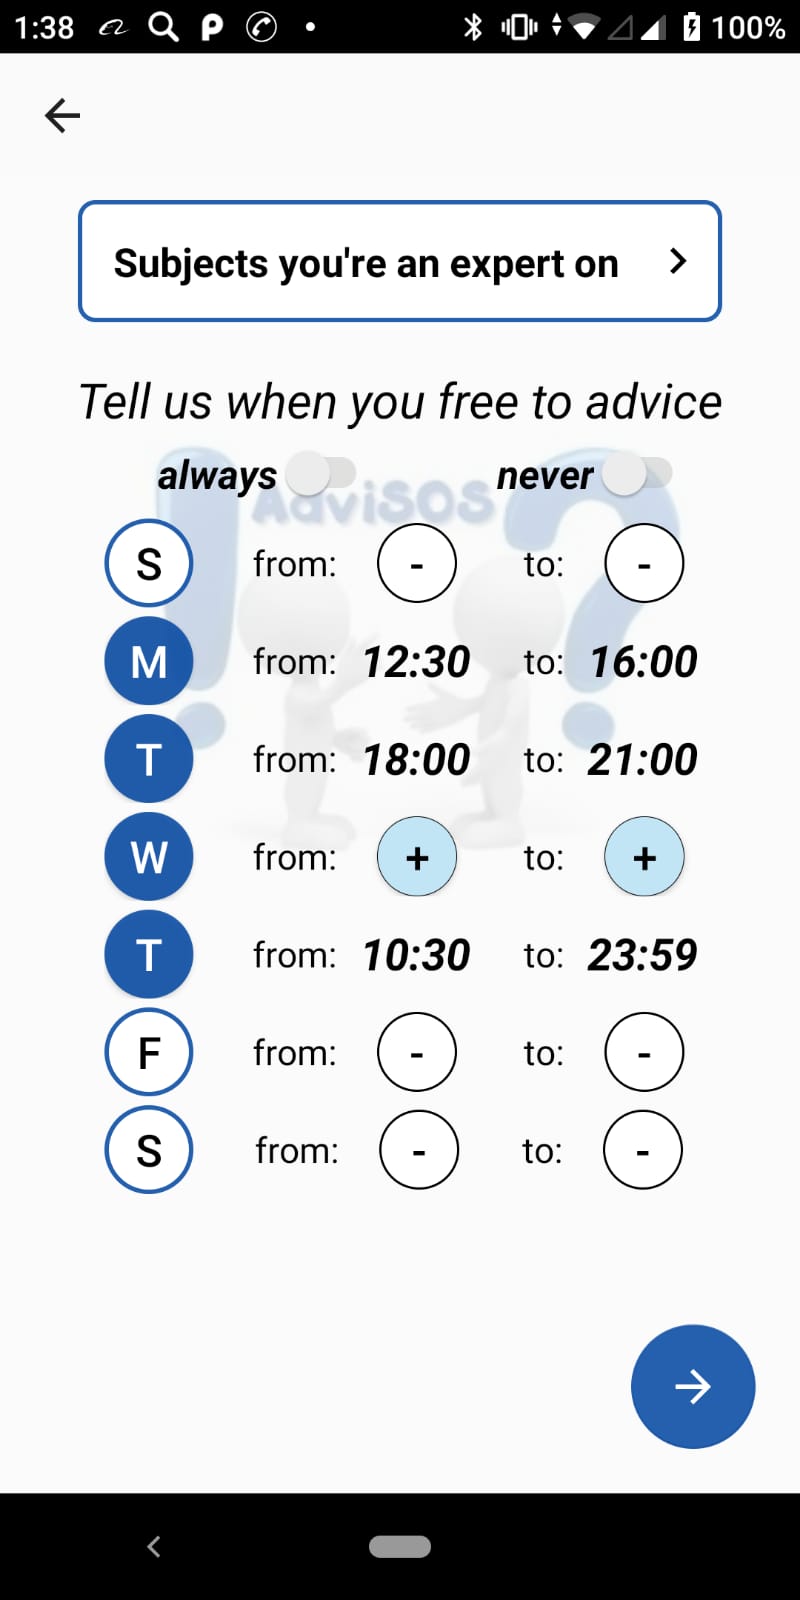 1:38 100%
Subjects you're an expert on
Tell us when you free to advice
always never
AdviSOS
S from: - to: -
M from: 12:30 to: 16:00
T from: 18:00 to: 21:00
W from: + to: +
T from: 10:30 to: 23:59
F from: - to: -
S from: - to: -